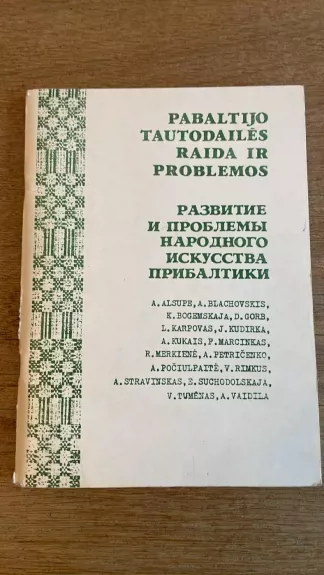 PABALTIJO
TAUTODAILĖS
RAIDA IR
PROBLEMOS
РАЗВИТИЕ
И ПРОБЛЕМЫ
НАРОДНОГО
ИСКУССТВА
ПРИБАЛТИКИ
A. ALSUPE, A. BLACHOVSKIS,
K. BOGEMSKAJA, D. GORB,
L. KARPOVAS, J. KUDIRKA,
A. KUKAIS, P. MARCINKAS,
R. MERKIENĖ, A. PETRIČENKO,
A. POČIULPAITĖ, V. RIMKUS,
A. STRAVINSKAS, E. SUCHODOLSKAJA,
V. TUMĖNAS, A. VAIDILA